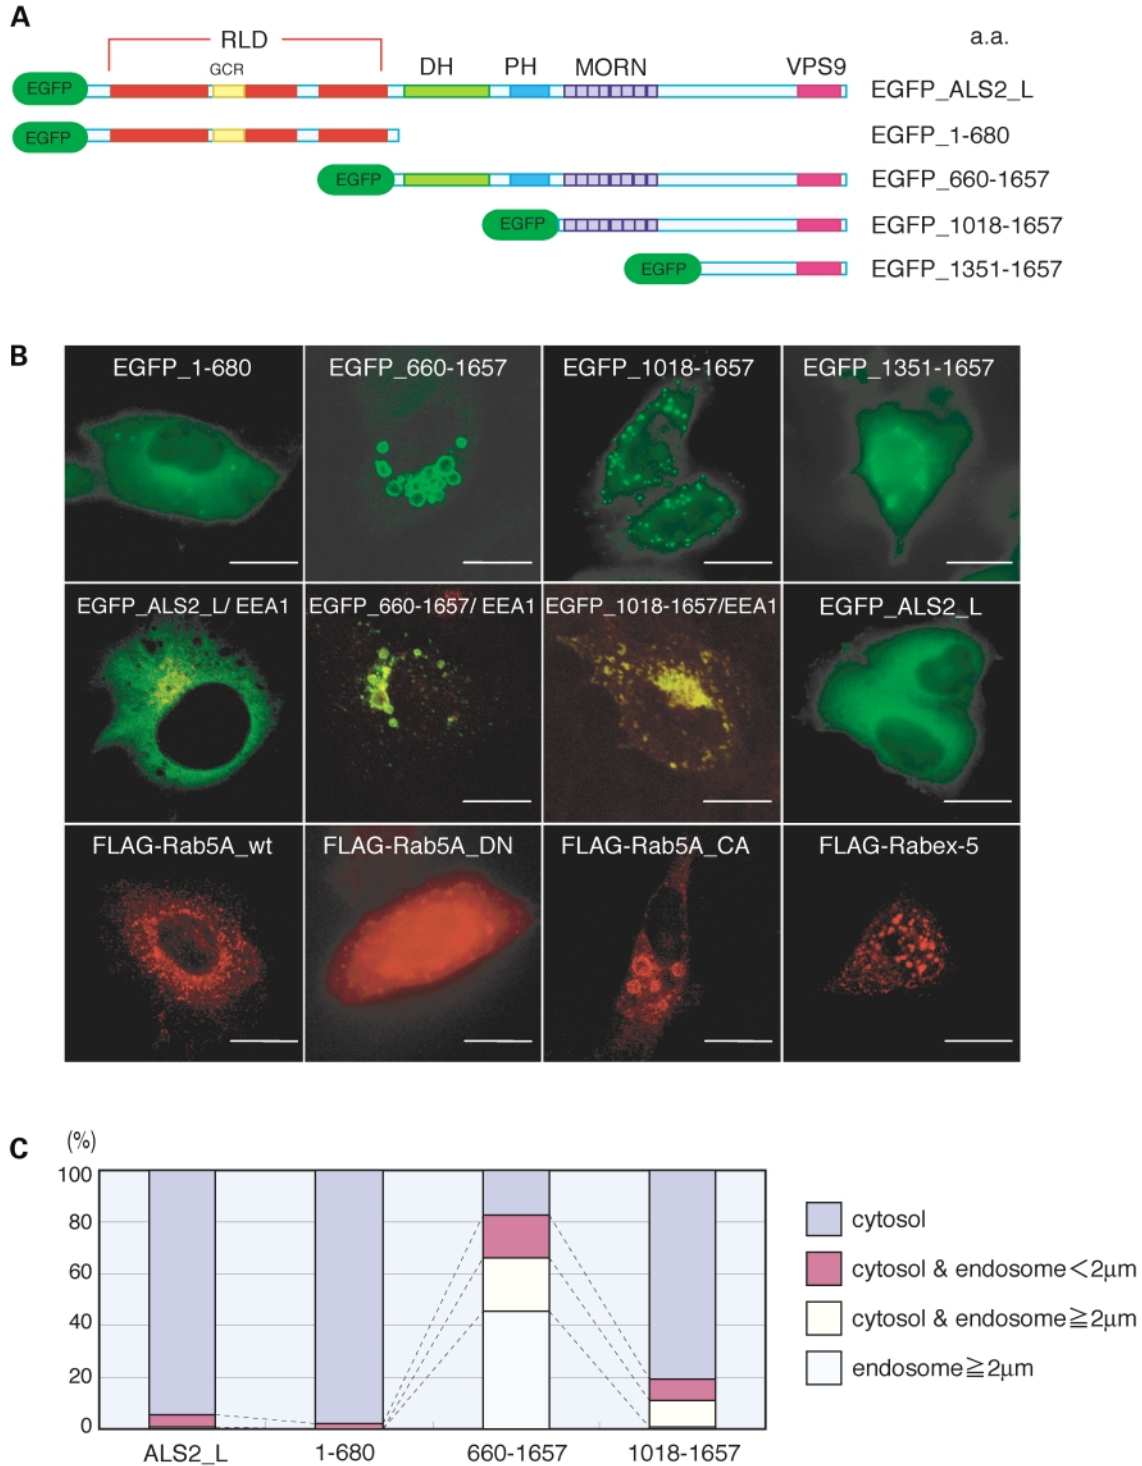 A
RLD
a.a.
GCR
DH PH MORN VPS9
EGFP EGFP_ALS2_L
EGFP EGFP_1-680
EGFP EGFP_660-1657
EGFP EGFP_1018-1657
EGFP EGFP_1351-1657
B
EGFP_1-680 EGFP_660-1657 EGFP_1018-1657 EGFP_1351-1657
EGFP_ALS2_L/ EEA1 EGFP_660-1657/ EEA1 EGFP_1018-1657/EEA1 EGFP_ALS2_L
FLAG-Rab5A_wt FLAG-Rab5A_DN FLAG-Rab5A_CA FLAG-Rabex-5
C
(%)
100
80
60
40
20
0
ALS2_L 1-680 660-1657 1018-1657
cytosol
cytosol & endosome<2μm
cytosol & endosome≧2μm
endosome≧2μm